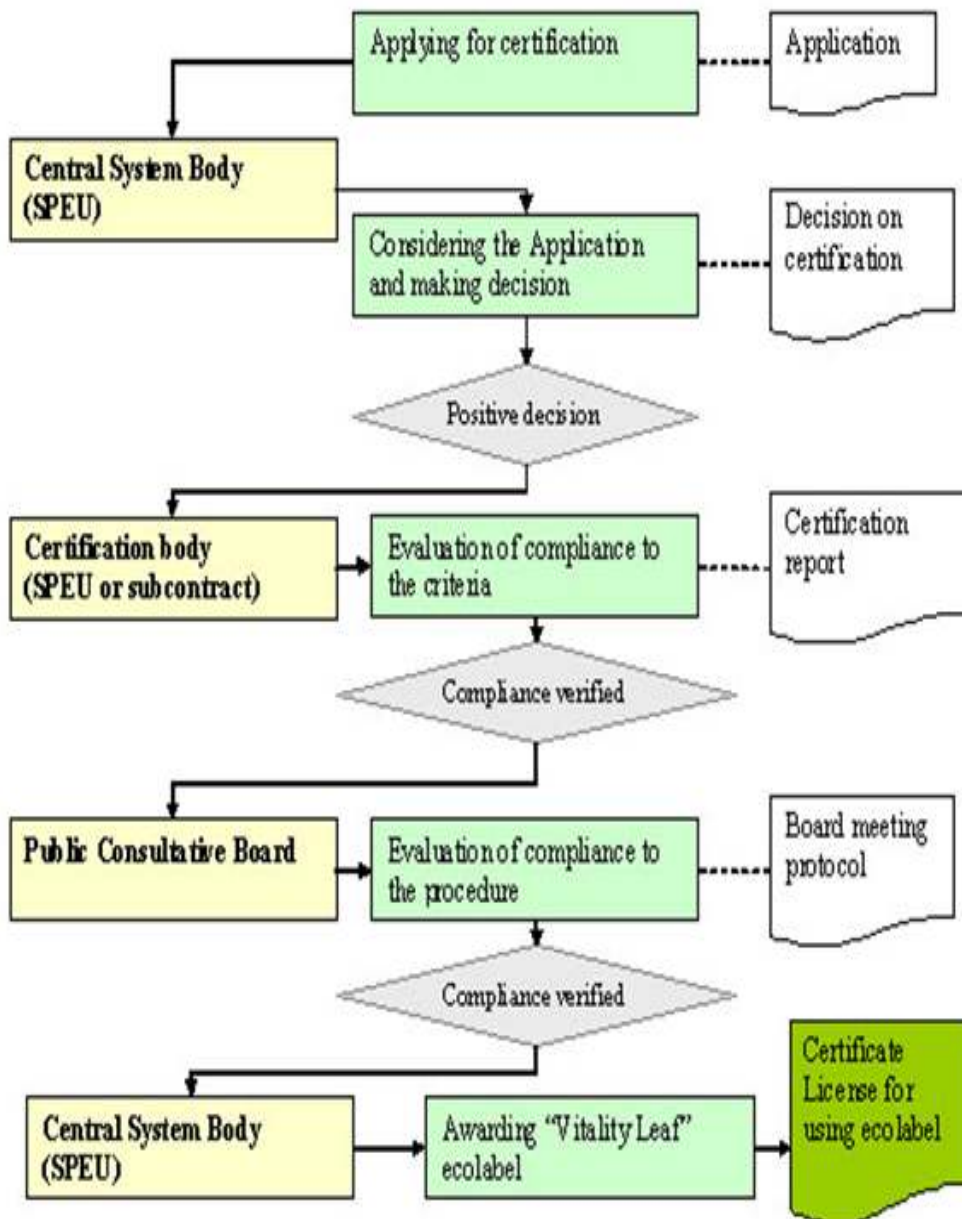 Applying for certification
Application
Central System Body
(SPEU)
Considering the Application
and making decision
Decision on
certification
Positive decision
Certification body
(SPEU or subcontract)
Evaluation of compliance to
the criteria
Certification
report
Compliance verified
Public Consultative Board
Evaluation of compliance to
the procedure
Board meeting
protocol
Compliance verified
Central System Body
(SPEU)
Awarding “Vitality Leaf”
ecolabel
Certificate
License for
using ecolabel